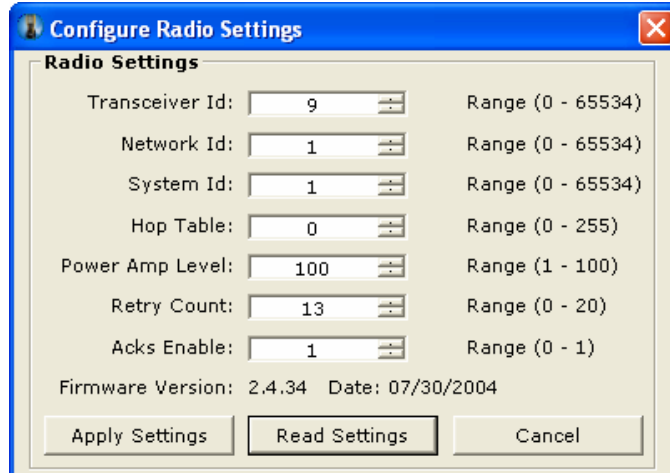 Configure Radio Settings
Radio Settings
Transceiver Id: 9 Range (0 - 65534)
Network Id: 1 Range (0 - 65534)
System Id: 1 Range (0 - 65534)
Hop Table: 0 Range (0 - 255)
Power Amp Level: 100 Range (1 - 100)
Retry Count: 13 Range (0 - 20)
Acks Enable: 1 Range (0 - 1)
Firmware Version: 2.4.34 Date: 07/30/2004
Apply Settings Read Settings Cancel